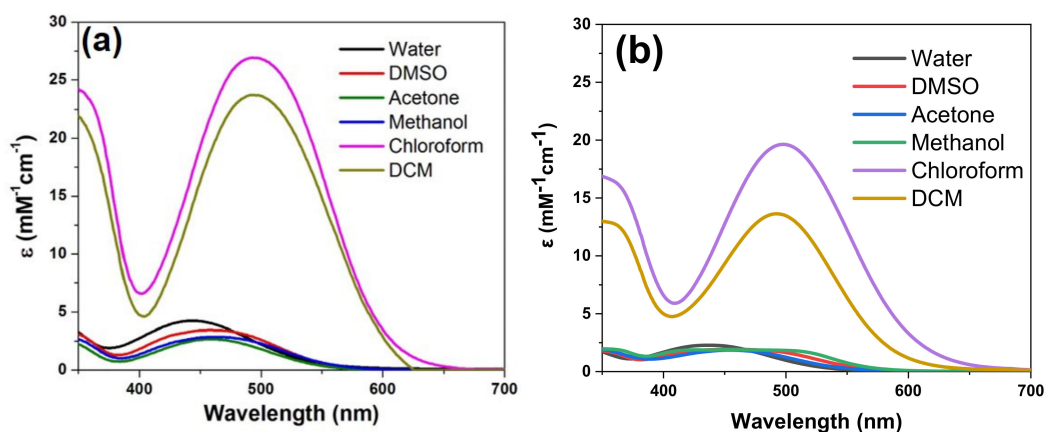 (a)
30
25
20
15
10
5
0
ε (mM⁻¹cm⁻¹)
Water
DMSO
Acetone
Methanol
Chloroform
DCM
400 500 600 700
Wavelength (nm)
(b)
30
25
20
15
10
5
0
ε (mM⁻¹cm⁻¹)
Water
DMSO
Acetone
Methanol
Chloroform
DCM
400 500 600 700
Wavelength (nm)